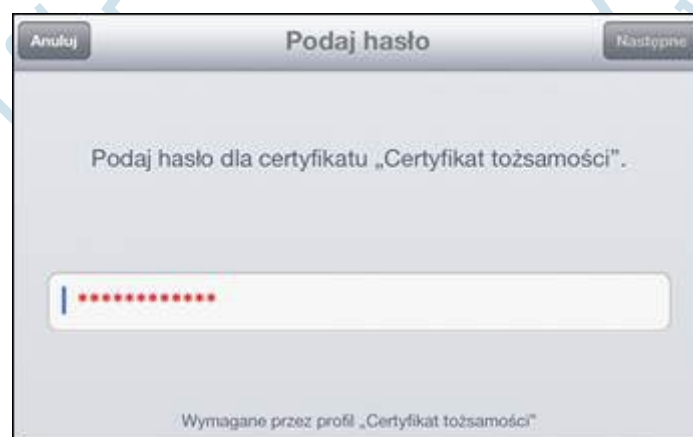 Anuluj
Podaj hasło
Następne
Podaj hasło dla certyfikatu „Certyfikat tożsamości”.
************
Wymagane przez profil „Certyfikat tożsamości”